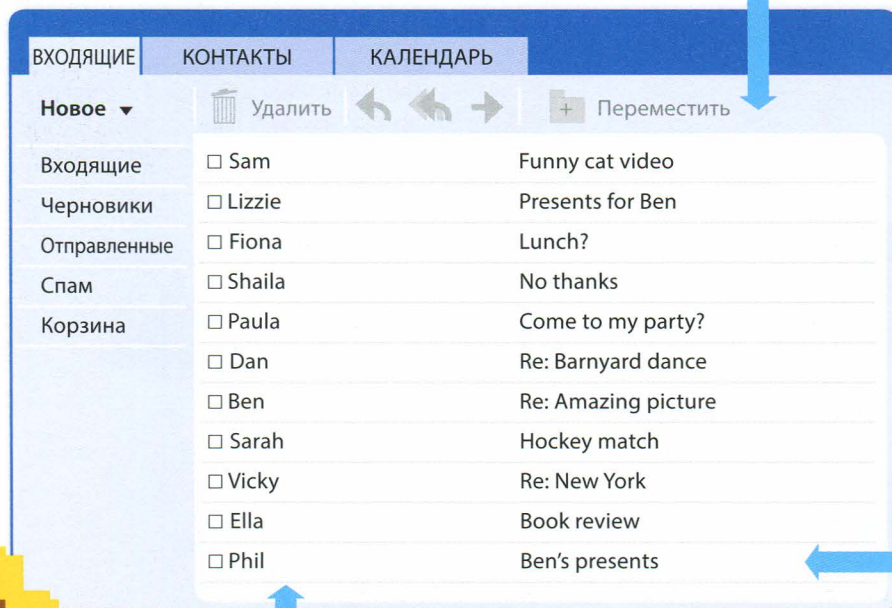 ВХОДЯЩИЕ КОНТАКТЫ КАЛЕНДАРЬ
Новое Удалить Переместить
Входящие
Черновики
Отправленные
Спам
Корзина
Sam Funny cat video
Lizzie Presents for Ben
Fiona Lunch?
Shaila No thanks
Paula Come to my party?
Dan Re: Barnyard dance
Ben Re: Amazing picture
Sarah Hockey match
Vicky Re: New York
Ella Book review
Phil Ben's presents